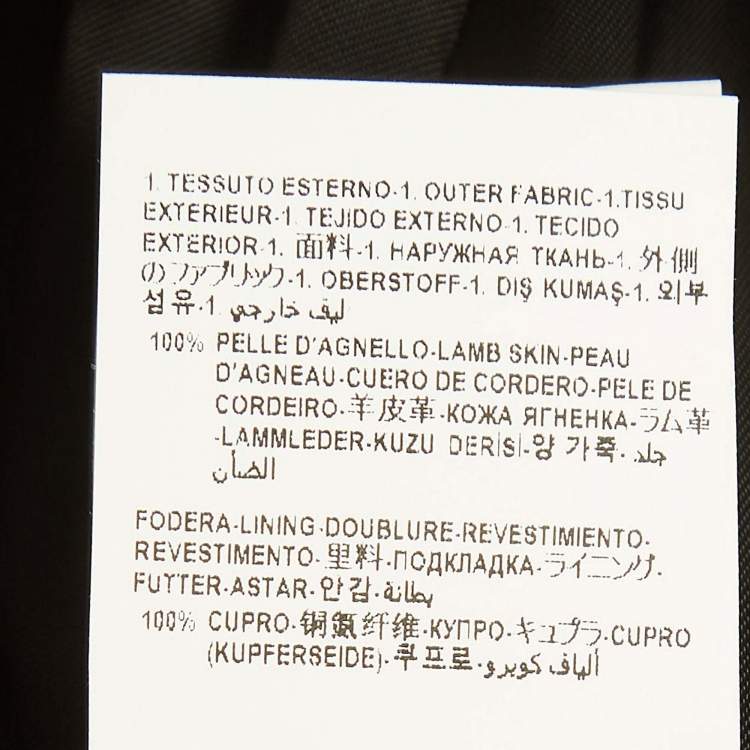 1. TESSUTO ESTERNO-1. OUTER FABRIC-1.TISSU
EXTERIEUR-1. TEJIDO EXTERNO-1. TECIDO
EXTERIOR-1. 面料-1. НАРУЖНАЯ ТКАНЬ-1. 外側
のファブリック-1. OBERSTOFF-1. DIŞ KUMAŞ-1. 외부
섬유-1. ليف خارجي
100% PELLE D'AGNELLO-LAMB SKIN-PEAU
D'AGNEAU-CUERO DE CORDERO-PELE DE
CORDEIRO-羊皮革-КОЖА ЯГНЕНКА-ラム革
-LAMMLEDER-KUZU DERİSİ-양 가죽- جلد
الضأن
FODERA-LINING-DOUBLURE-REVESTIMIENTO-
REVESTIMENTO-里料-ПОДКЛАДКА-ライニング-
FUTTER-ASTAR-안감-بطانة
100% CUPRO-铜氨纤维-КУПРО-キュプラ-CUPRO
(KUPFERSEIDE)-쿠프로-ألياف كوبرو